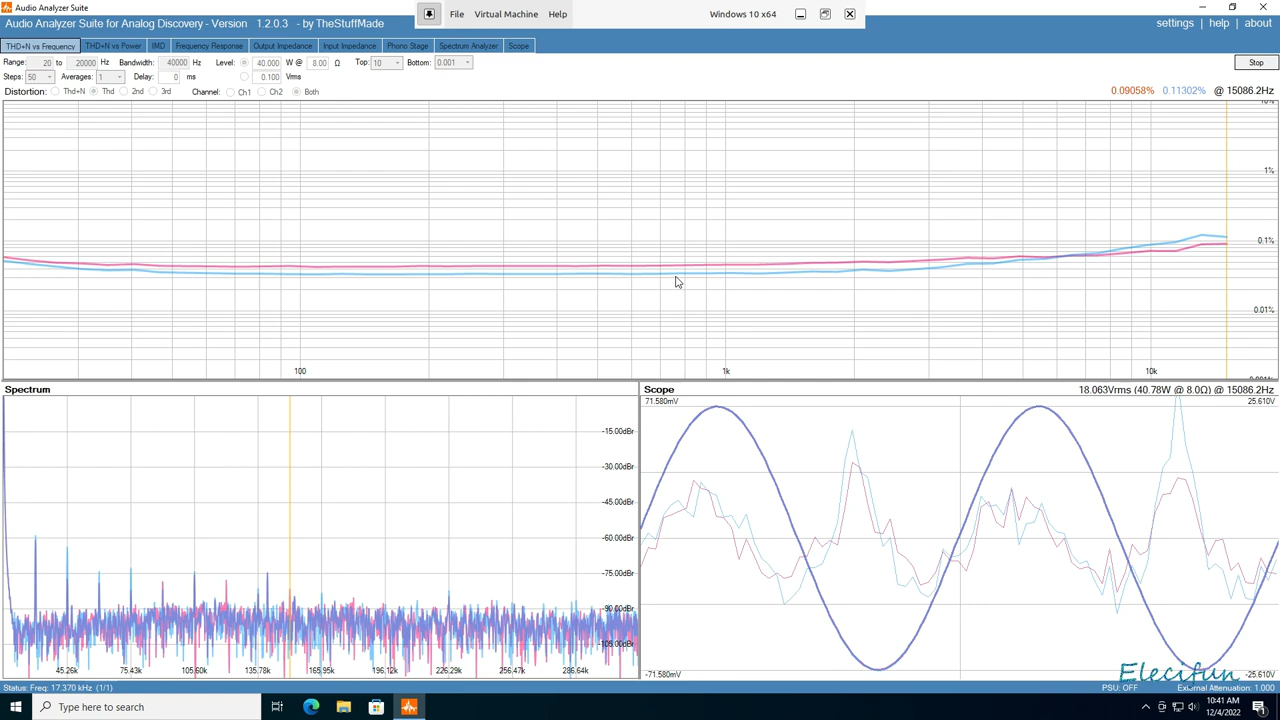 Audio Analyzer Suite
File Virtual Machine Help Windows 10 x64
Audio Analyzer Suite for Analog Discovery - Version 1.2.0.3 - by TheStuffMade
settings | help | about
THD+N vs Frequency THD+N vs Power IMD Frequency Response Output Impedance Input Impedance Phono Stage Spectrum Analyzer Scope
Range: 20 to 20000 Hz Bandwidth: 40000 Hz Level: 40.000 W @ 8.00 Ω Top: 10 Bottom: 0.001 Stop
Steps: 50 Averages: 1 Delay: 0 ms 0.100 Vrms
Distortion: Thd+N Thd 2nd 3rd Channel: Ch1 Ch2 Both 0.09058% 0.11302% @ 15086.2Hz
10%
1%
0.1%
0.01%
100 1k 10k 0.001%
Spectrum
-15.00dBr
-30.00dBr
-45.00dBr
-60.00dBr
-75.00dBr
-90.00dBr
-105.00dBr
45.26k 75.43k 105.60k 135.78k 165.95k 196.12k 226.29k 256.47k 286.64k
Scope 18.063Vrms (40.78W @ 8.0Ω) @ 15086.2Hz
71.580mV 25.610V
-71.580mV -25.610V
Elecifun
Status: Freq: 17.370 kHz (1/1) PSU: OFF External Attenuation: 1.000
Type here to search
10:41 AM
12/4/2022
1